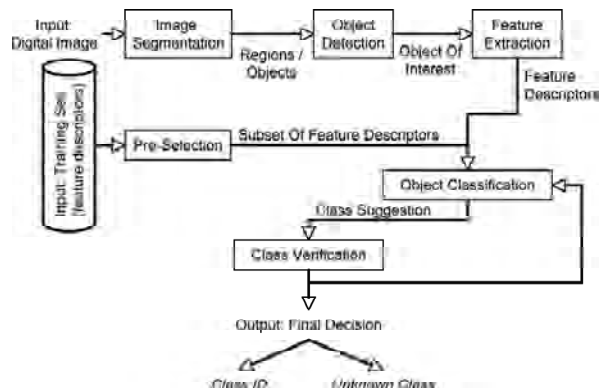 Input:
Digital Image
Image
Segmentation
Regions /
Objects
Object
Detection
Object Of
Interest
Feature
Extraction
Feature
Descriptors
Input: Training Set
(feature descriptors)
Pre-Selection
Subset Of Feature Descriptors
Object Classification
Class Suggestion
Class Verification
Output: Final Decision
Class ID
Unknown Class